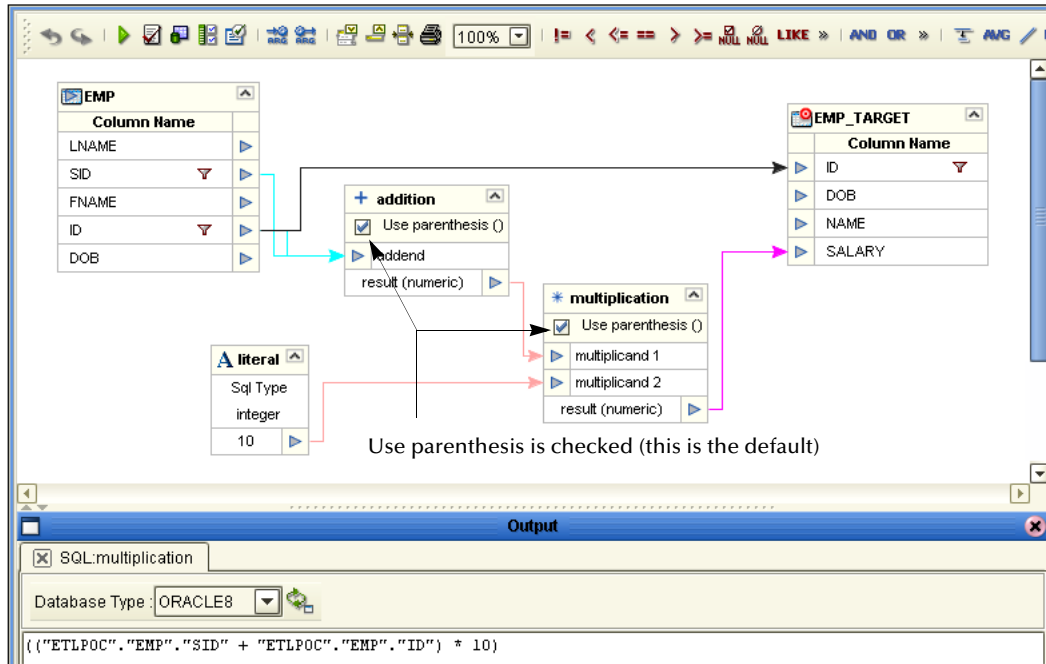 100% != < <= == > >= NULL NULL LIKE » AND OR » AVG
EMP
Column Name
LNAME
SID
FNAME
ID
DOB
EMP_TARGET
Column Name
ID
DOB
NAME
SALARY
+ addition
Use parenthesis ()
addend
result (numeric)
* multiplication
Use parenthesis ()
multiplicand 1
multiplicand 2
result (numeric)
A literal
Sql Type
integer
10
Use parenthesis is checked (this is the default)
Output
SQL:multiplication
Database Type : ORACLE8
(("ETLPOC"."EMP"."SID" + "ETLPOC"."EMP"."ID") * 10)